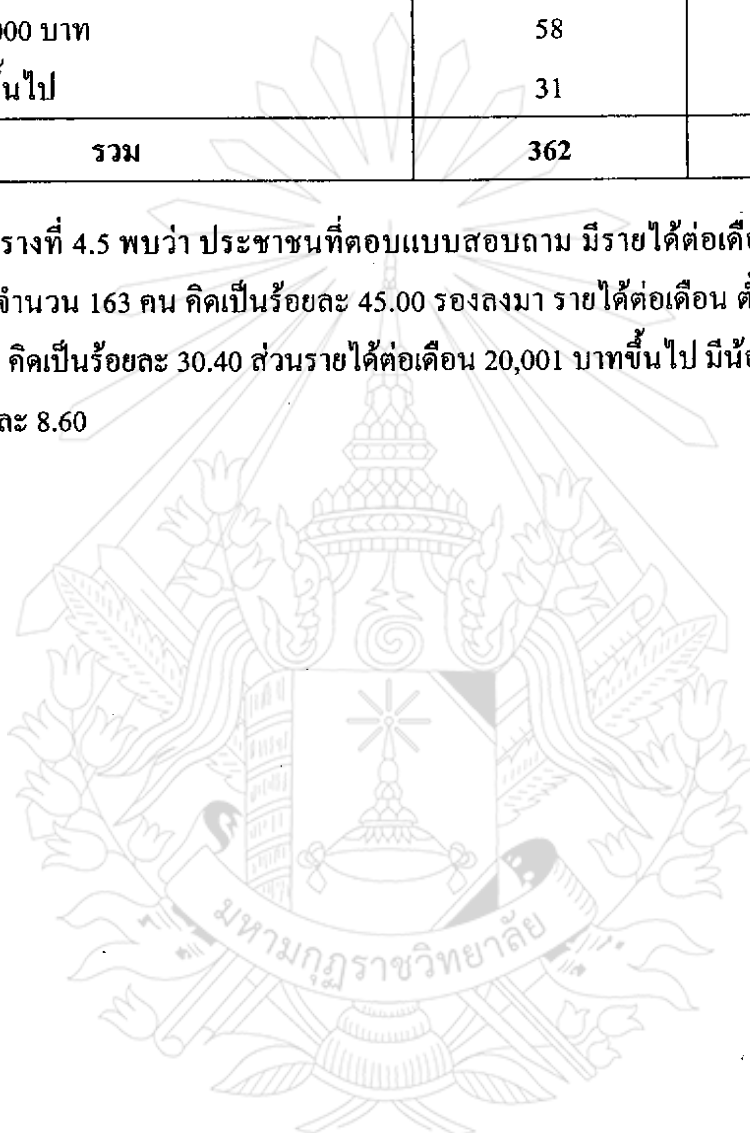 000 บาท 58
ขึ้นไป 31
รวม 362
รางที่ 4.5 พบว่า ประชาชนที่ตอบแบบสอบถาม มีรายได้ต่อเดือ
จำนวน 163 คน คิดเป็นร้อยละ 45.00 รองลงมา รายได้ต่อเดือน ตั้
คิดเป็นร้อยละ 30.40 ส่วนรายได้ต่อเดือน 20,001 บาทขึ้นไป มีน้อ
ละ 8.60
มหามกุฏราชวิทยาลัย